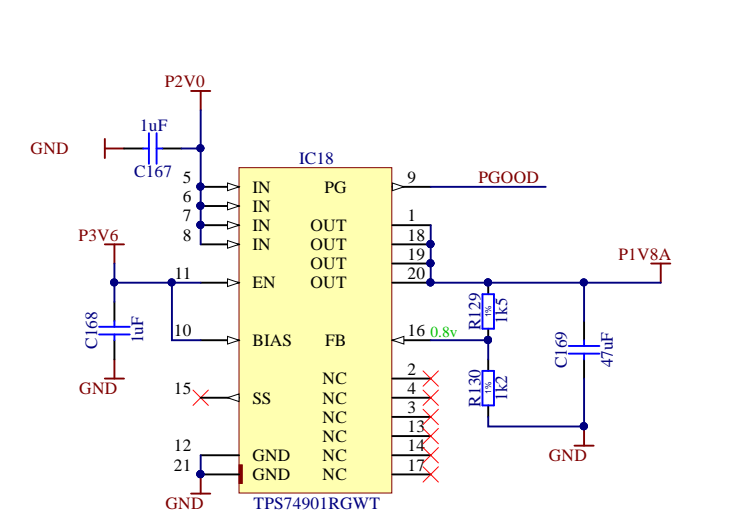 P2V0
1uF
GND
C167
IC18
5
IN
PG
9
PGOOD
6
IN
7
IN
OUT
1
8
IN
OUT
18
OUT
19
P3V6
11
EN
OUT
20
P1V8A
C168
1uF
R129
1%
1k5
10
BIAS
FB
16
0.8v
C169
47uF
GND
15
SS
NC
2
NC
4
R130
1%
1k2
NC
3
NC
13
12
GND
NC
14
GND
21
GND
NC
17
GND
TPS74901RGWT